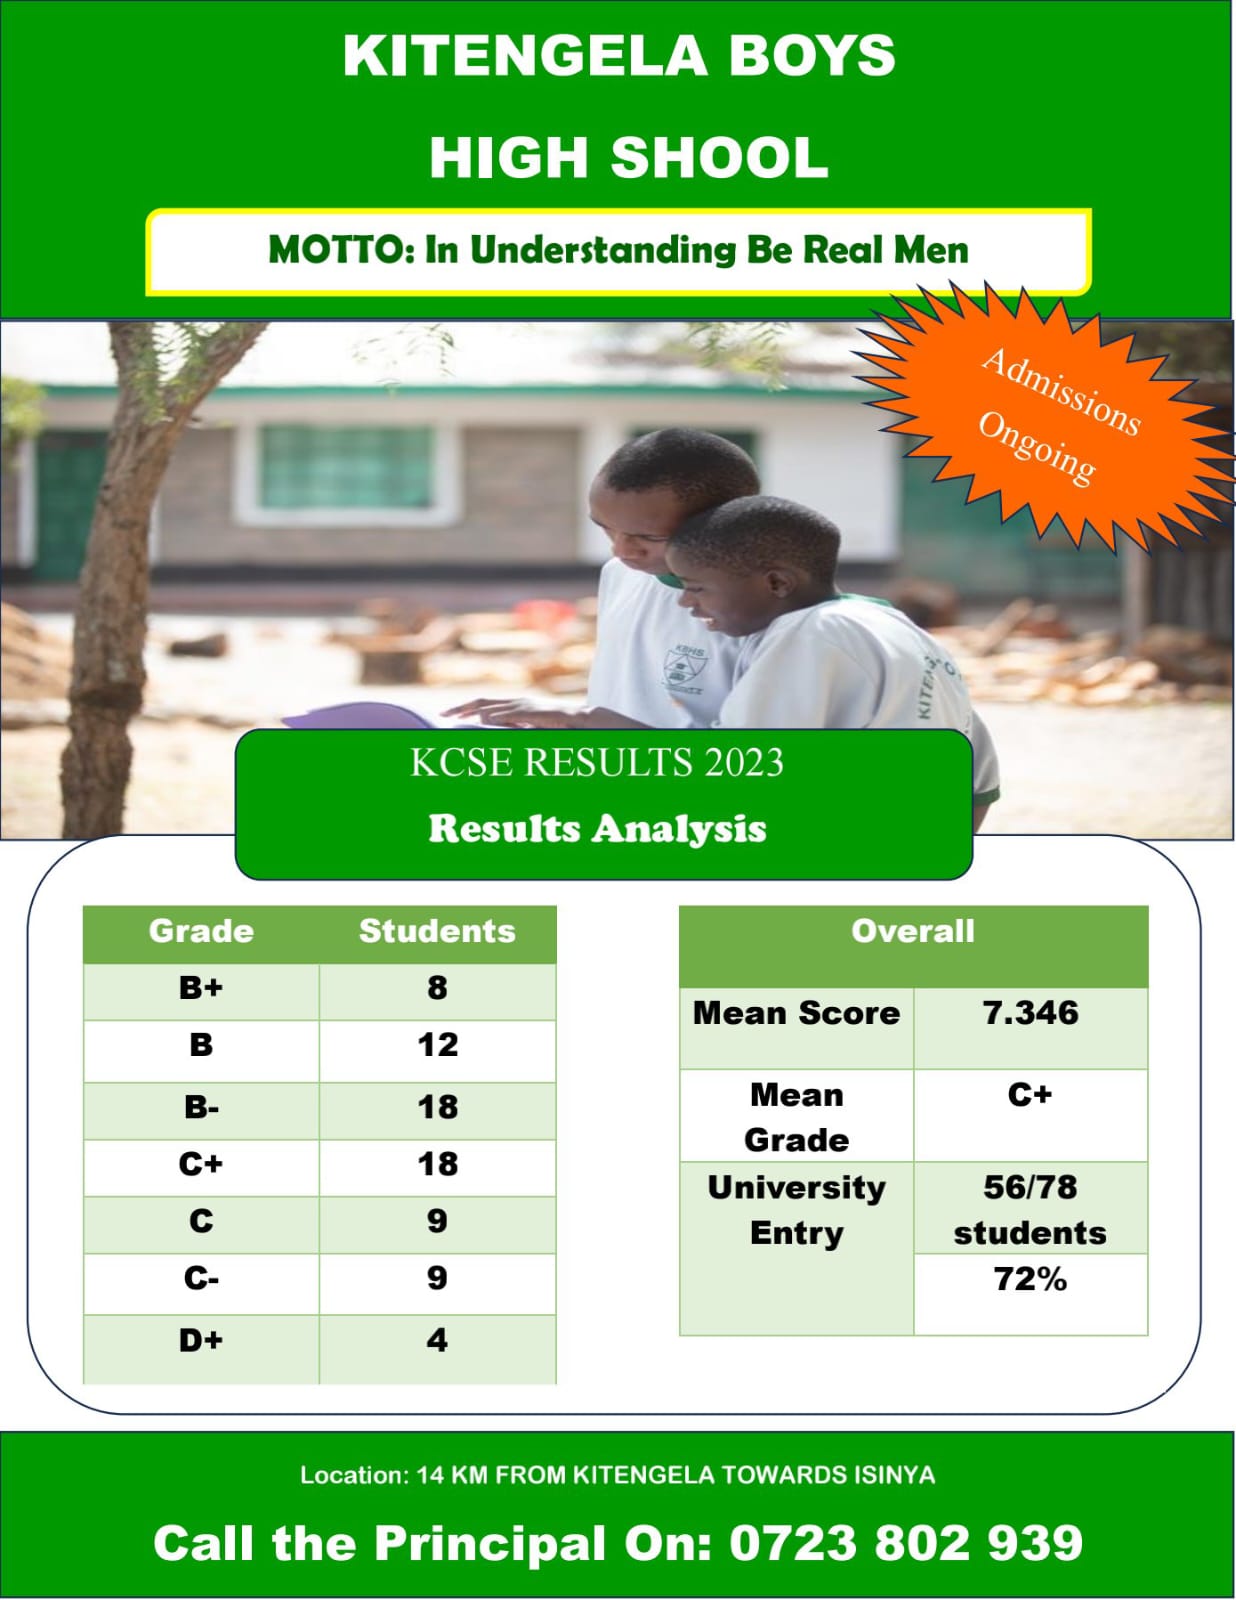 KITENGELA BOYS
HIGH SHOOL
MOTTO: In Understanding Be Real Men
Admissions
Ongoing
KBHS
KCSE RESULTS 2023
Results Analysis
Grade Students
B+ 8
B 12
B- 18
C+ 18
C 9
C- 9
D+ 4
Overall
Mean Score 7.346
Mean
Grade
C+
University
Entry
56/78
students
72%
Location: 14 KM FROM KITENGELA TOWARDS ISINYA
Call the Principal On: 0723 802 939